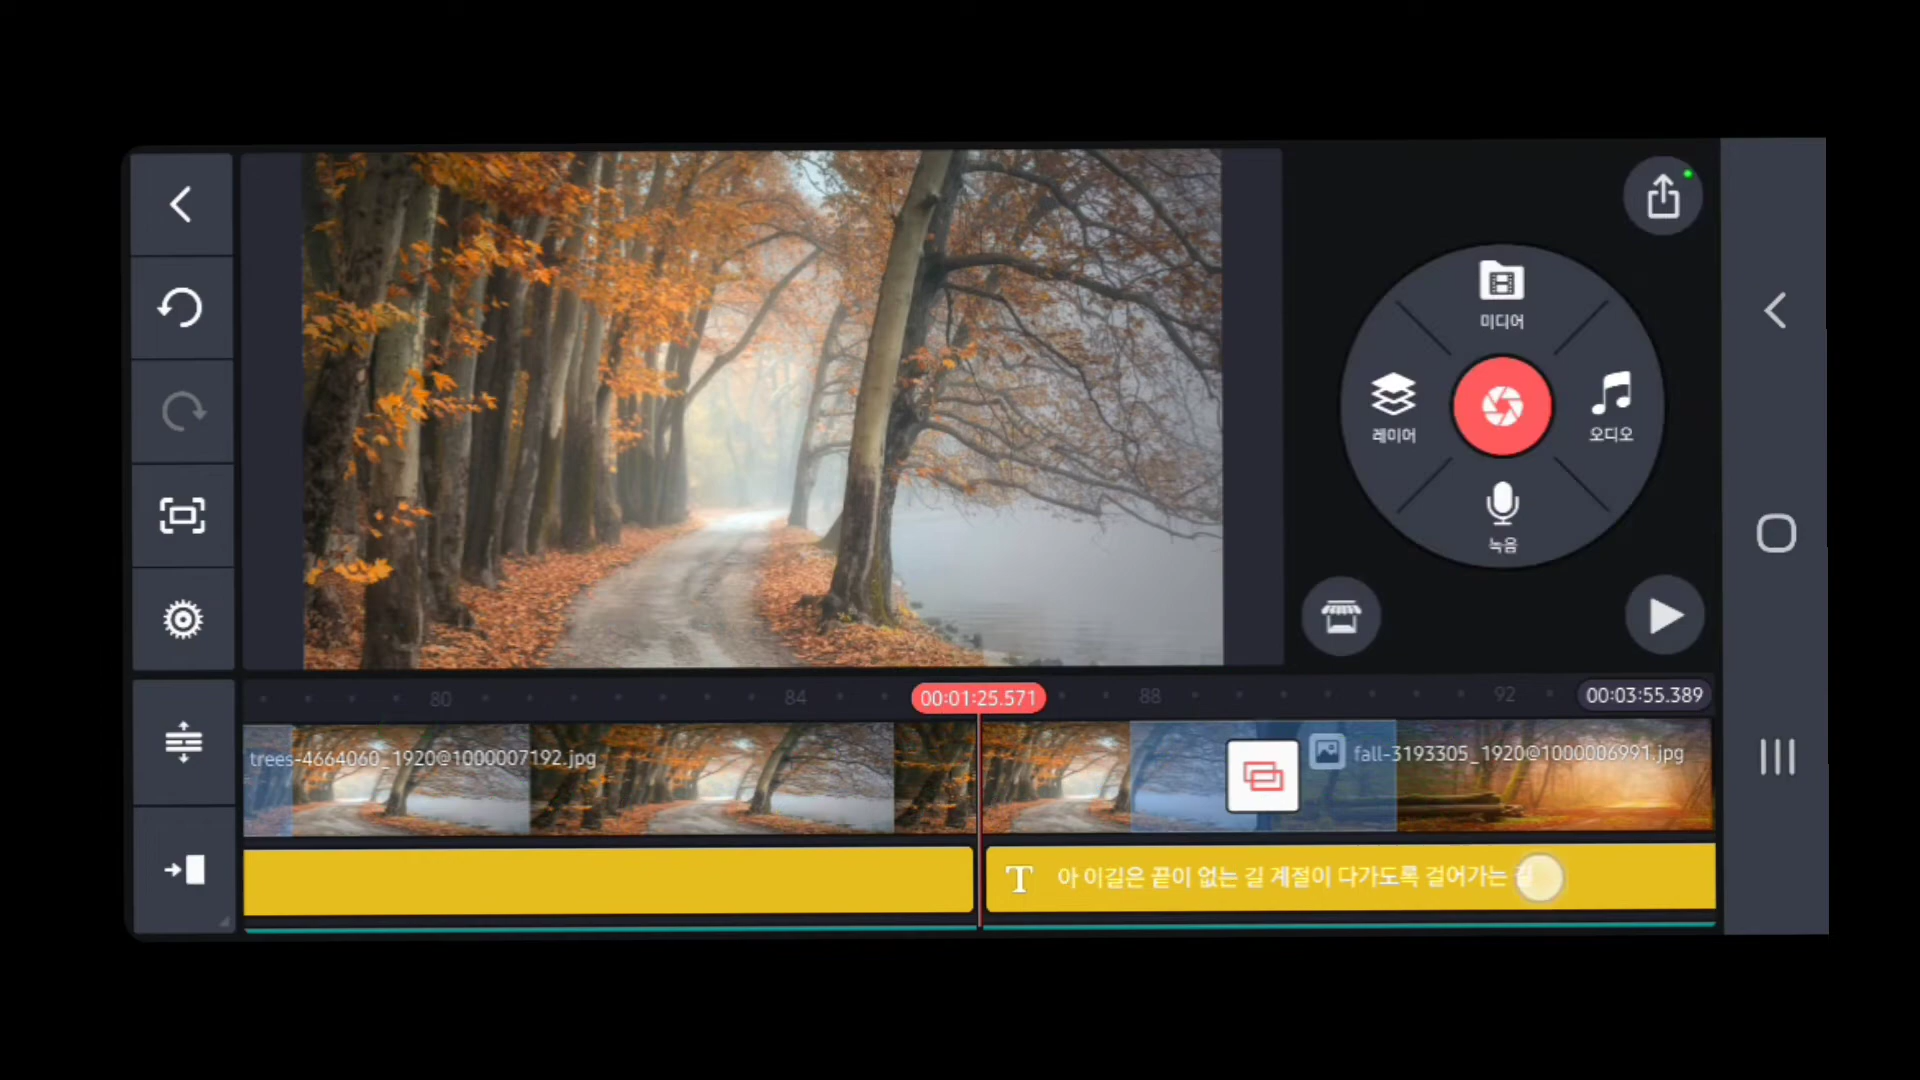 미디어
레이어
오디오
녹음
80
84
00:01:25.571
88
92
00:03:55.389
trees-4664060_1920@1000007192.jpg
fall-3193305_1920@1000006991.jpg
T 아 이길은 끝이 없는 길 계절이 다가도록 걸어가는 길